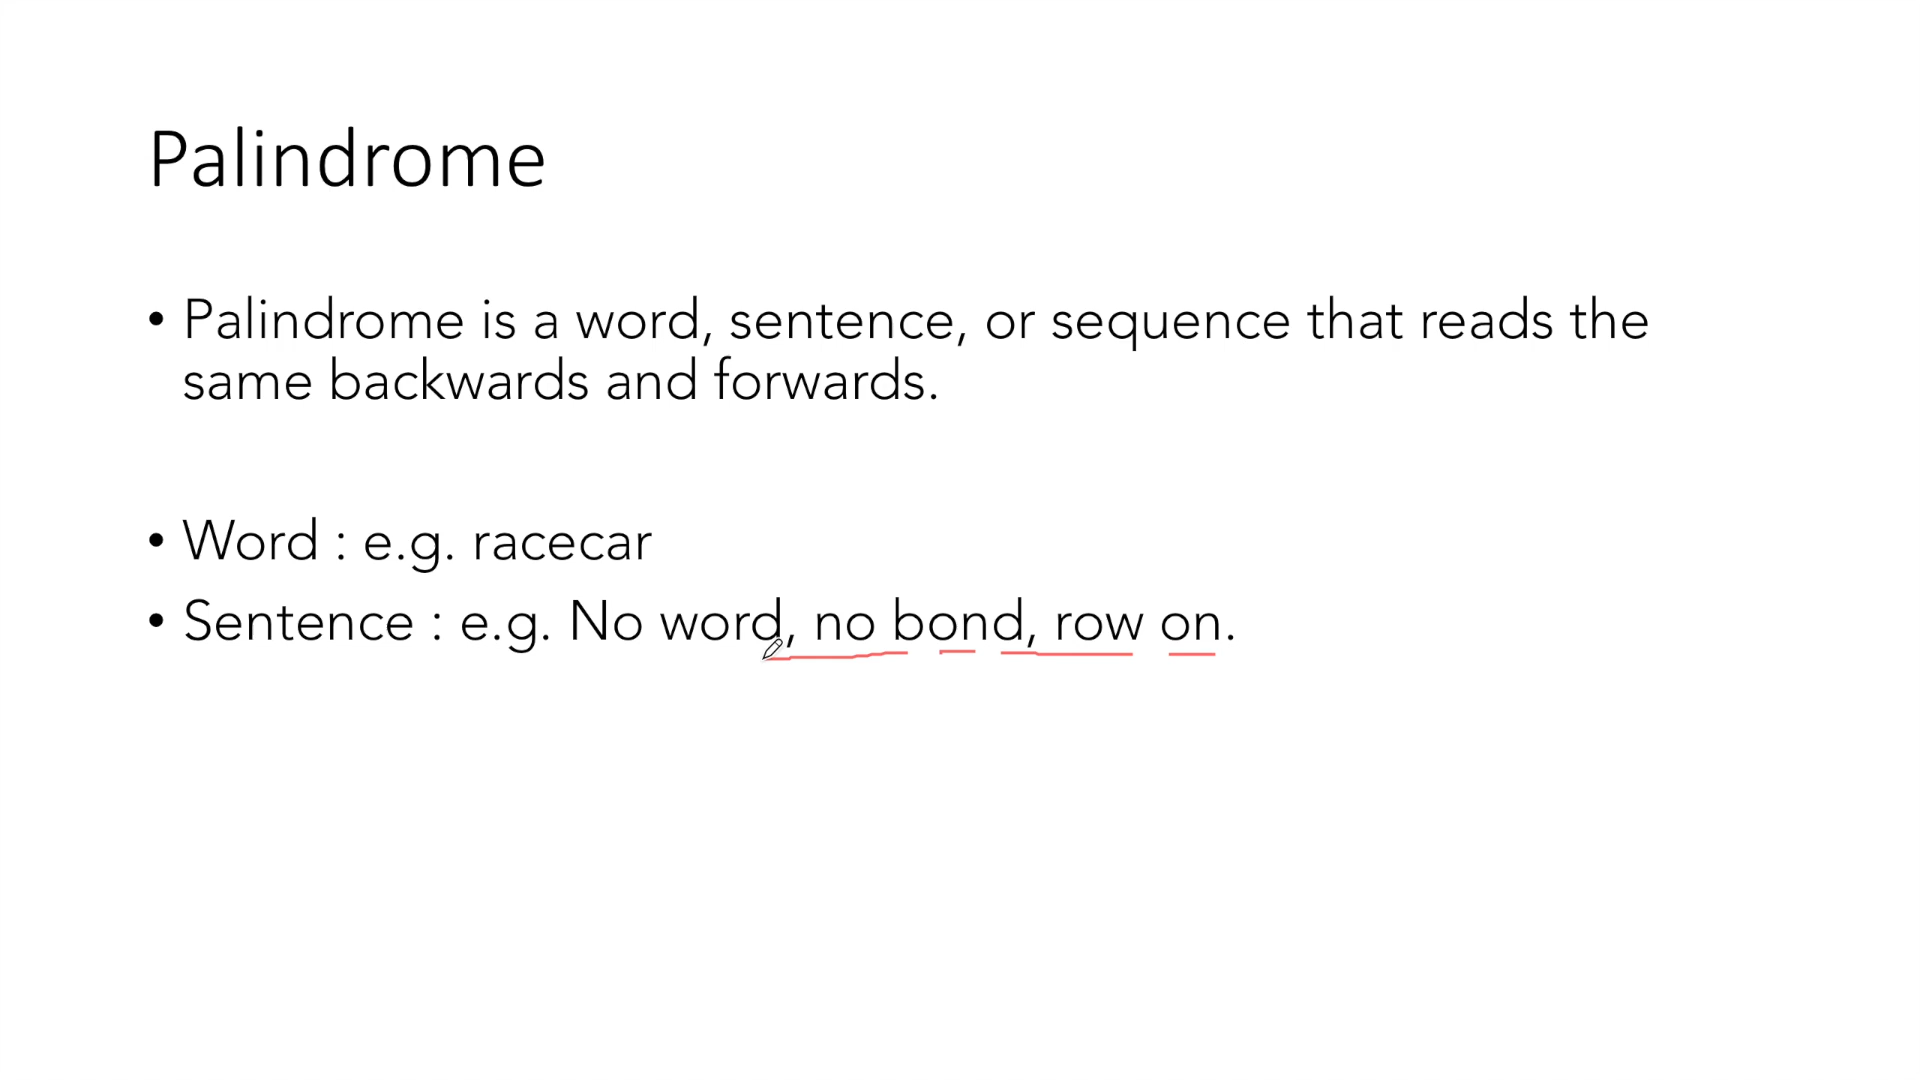 Palindrome
• Palindrome is a word, sentence, or sequence that reads the
same backwards and forwards.
• Word : e.g. racecar
• Sentence : e.g. No word, no bond, row on.